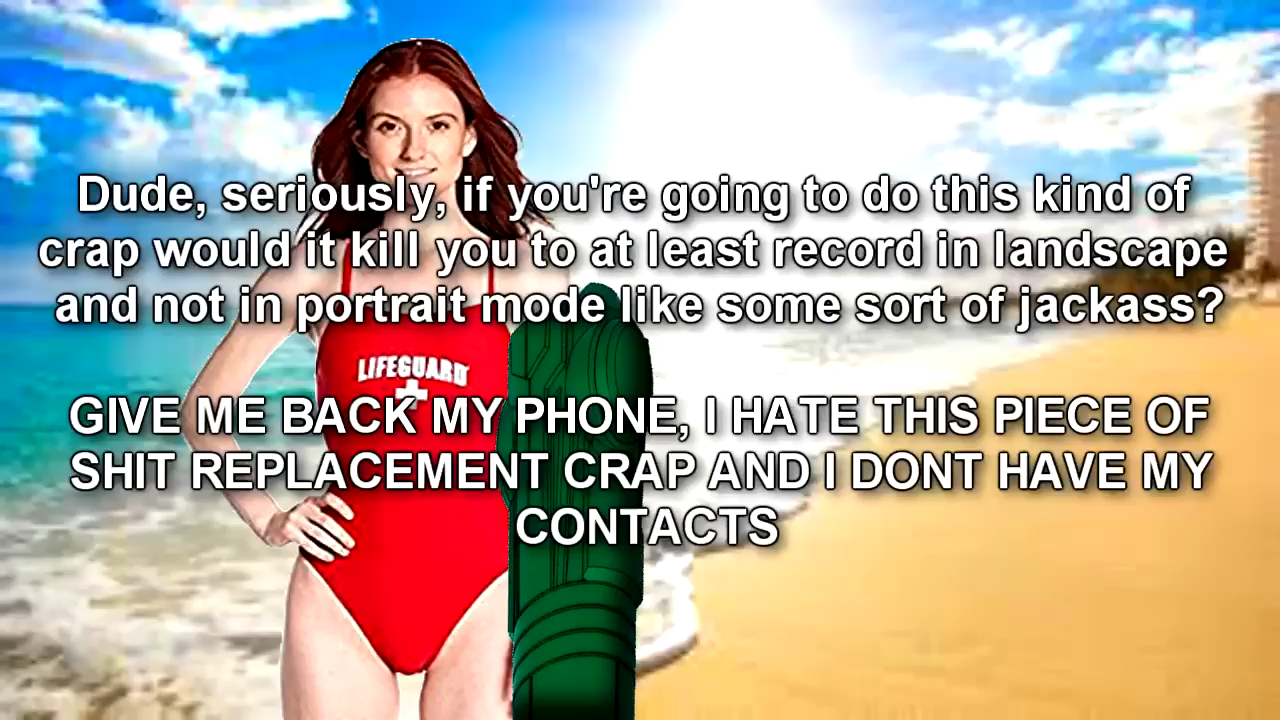 Dude, seriously, if you're going to do this kind of
crap would it kill you to at least record in landscape
and not in portrait mode like some sort of jackass?
LIFEGUARD
GIVE ME BACK MY PHONE, I HATE THIS PIECE OF
SHIT REPLACEMENT CRAP AND I DONT HAVE MY
CONTACTS